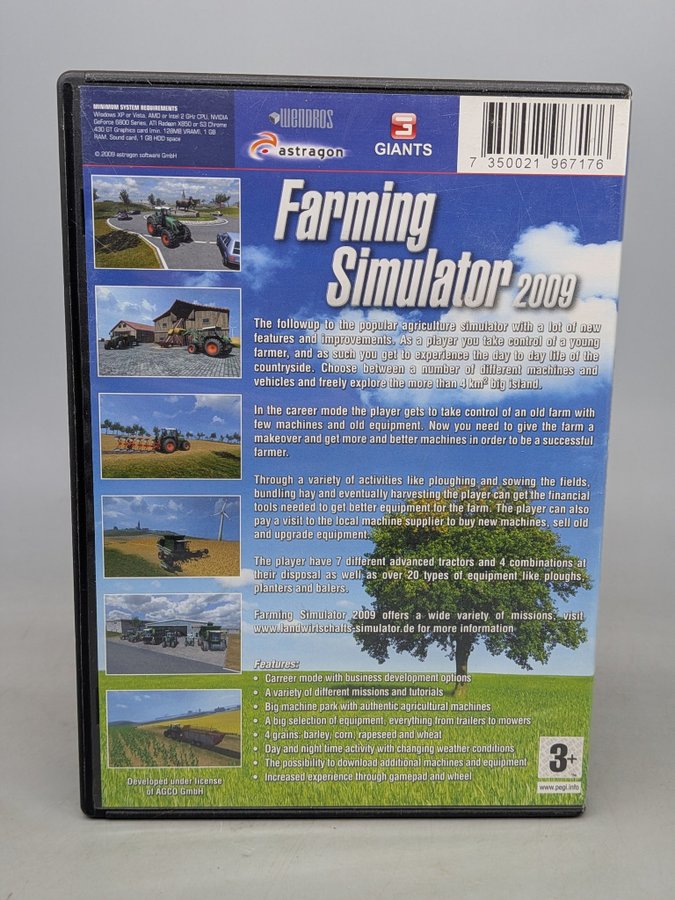 MINIMUM SYSTEM REQUIREMENTS
Windows XP or Vista, AMD or Intel 2 GHz CPU, NVIDIA
GeForce 6800 Series, ATI Radeon X850 or S3 Chrome
430 GT Graphics card (min. 128MB VRAM), 1 GB
RAM, Sound card, 1 GB HDD space
© 2009 astragon software GmbH
WENDROS
astragon
GIANTS
7 350021 967176
Farming
Simulator 2009
The followup to the popular agriculture simulator with a lot of new
features and improvements. As a player you take control of a young
farmer, and as such you get to experience the day to day life of the
countryside. Choose between a number of different machines and
vehicles and freely explore the more than 4 km² big island.
In the career mode the player gets to take control of an old farm with
few machines and old equipment. Now you need to give the farm a
makeover and get more and better machines in order to be a successful
farmer.
Through a variety of activities like ploughing and sowing the fields,
bundling hay and eventually harvesting the player can get the financial
tools needed to get better equipment for the farm. The player can also
pay a visit to the local machine supplier to buy new machines, sell old
and upgrade equipment.
The player have 7 different advanced tractors and 4 combinations at
their disposal as well as over 20 types of equipment like ploughs,
planters and balers.
Farming Simulator 2009 offers a wide variety of missions, visit
www.landwirtschafts-simulator.de for more information
Features:
• Carreer mode with business development options
• A variety of different missions and tutorials
• Big machine park with authentic agricultural machines
• A big selection of equipment, everything from trailers to mowers
• 4 grains: barley, corn, rapeseed and wheat
• Day and night time activity with changing weather conditions
• The possibility to download additional machines and equipment
• Increased experience through gamepad and wheel
Developed under license
of AGCO GmbH
3+
www.pegi.info